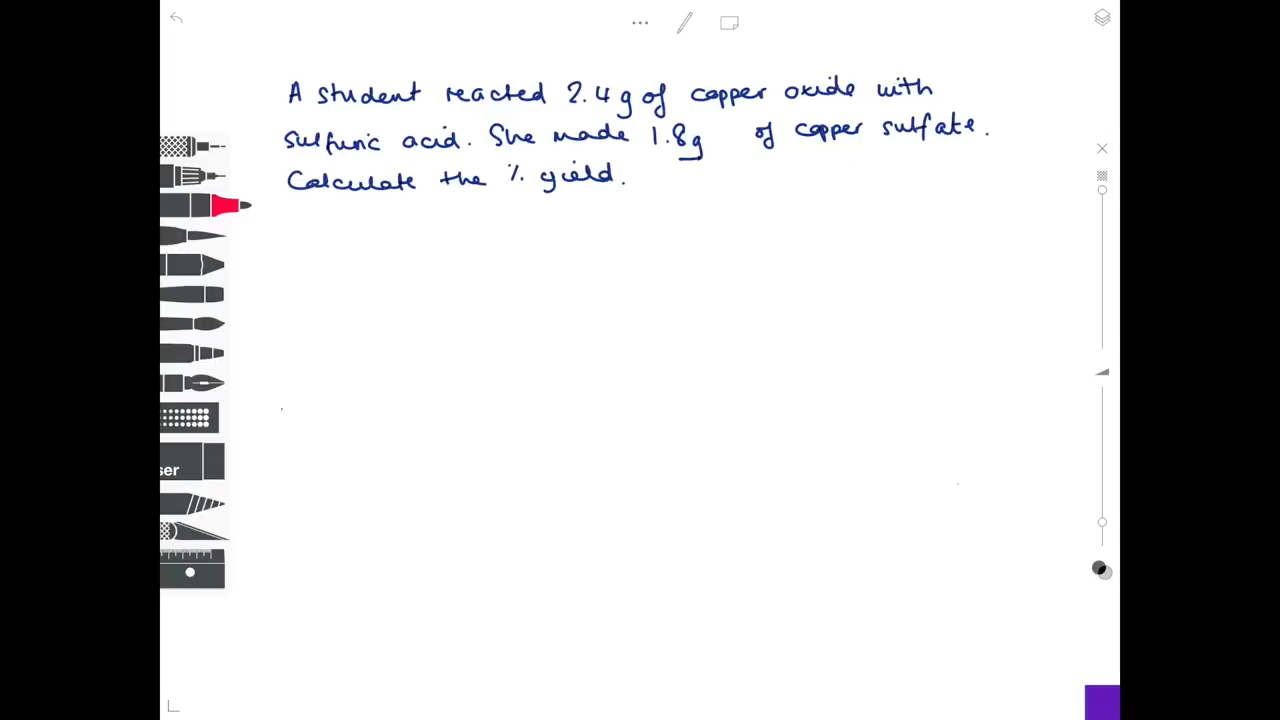 A student reacted 2.4g of copper oxide with
sulfuric acid. She made 1.8g of copper sulfate.
Calculate the % yield.
ser